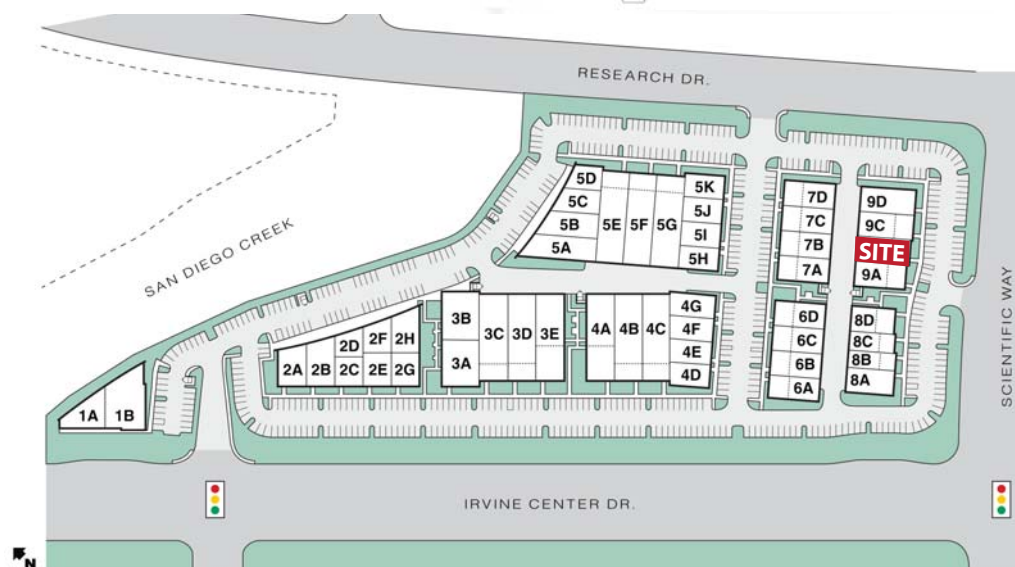 RESEARCH DR.
SAN DIEGO CREEK
SCIENTIFIC WAY
IRVINE CENTER DR.
1A
1B
2A
2B
2D
2C
2F
2E
2H
2G
3B
3A
3C
3D
3E
4A
4B
4C
4G
4F
4E
4D
5D
5C
5B
5A
5E
5F
5G
5K
5J
5I
5H
7D
7C
7B
7A
9D
9C
SITE
9A
6D
6C
6B
6A
8D
8C
8B
8A
N